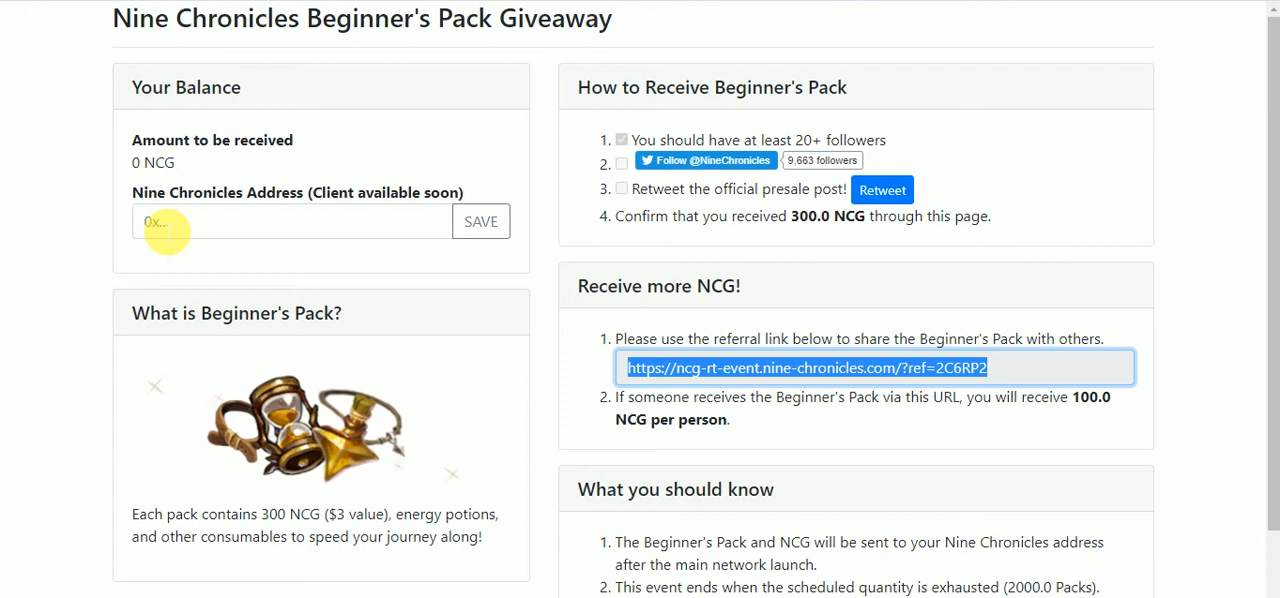 Nine Chronicles Beginner's Pack Giveaway
Your Balance
Amount to be received
0 NCG
Nine Chronicles Address (Client available soon)
0x...
SAVE
What is Beginner's Pack?
Each pack contains 300 NCG ($3 value), energy potions,
and other consumables to speed your journey along!
How to Receive Beginner's Pack
1. You should have at least 20+ followers
2. Follow @NineChronicles 9,663 followers
3. Retweet the official presale post! Retweet
4. Confirm that you received 300.0 NCG through this page.
Receive more NCG!
1. Please use the referral link below to share the Beginner's Pack with others.
https://ncg-rt-event.nine-chronicles.com/?ref=2C6RP2
2. If someone receives the Beginner's Pack via this URL, you will receive 100.0
NCG per person.
What you should know
1. The Beginner's Pack and NCG will be sent to your Nine Chronicles address
after the main network launch.
2. This event ends when the scheduled quantity is exhausted (2000.0 Packs).